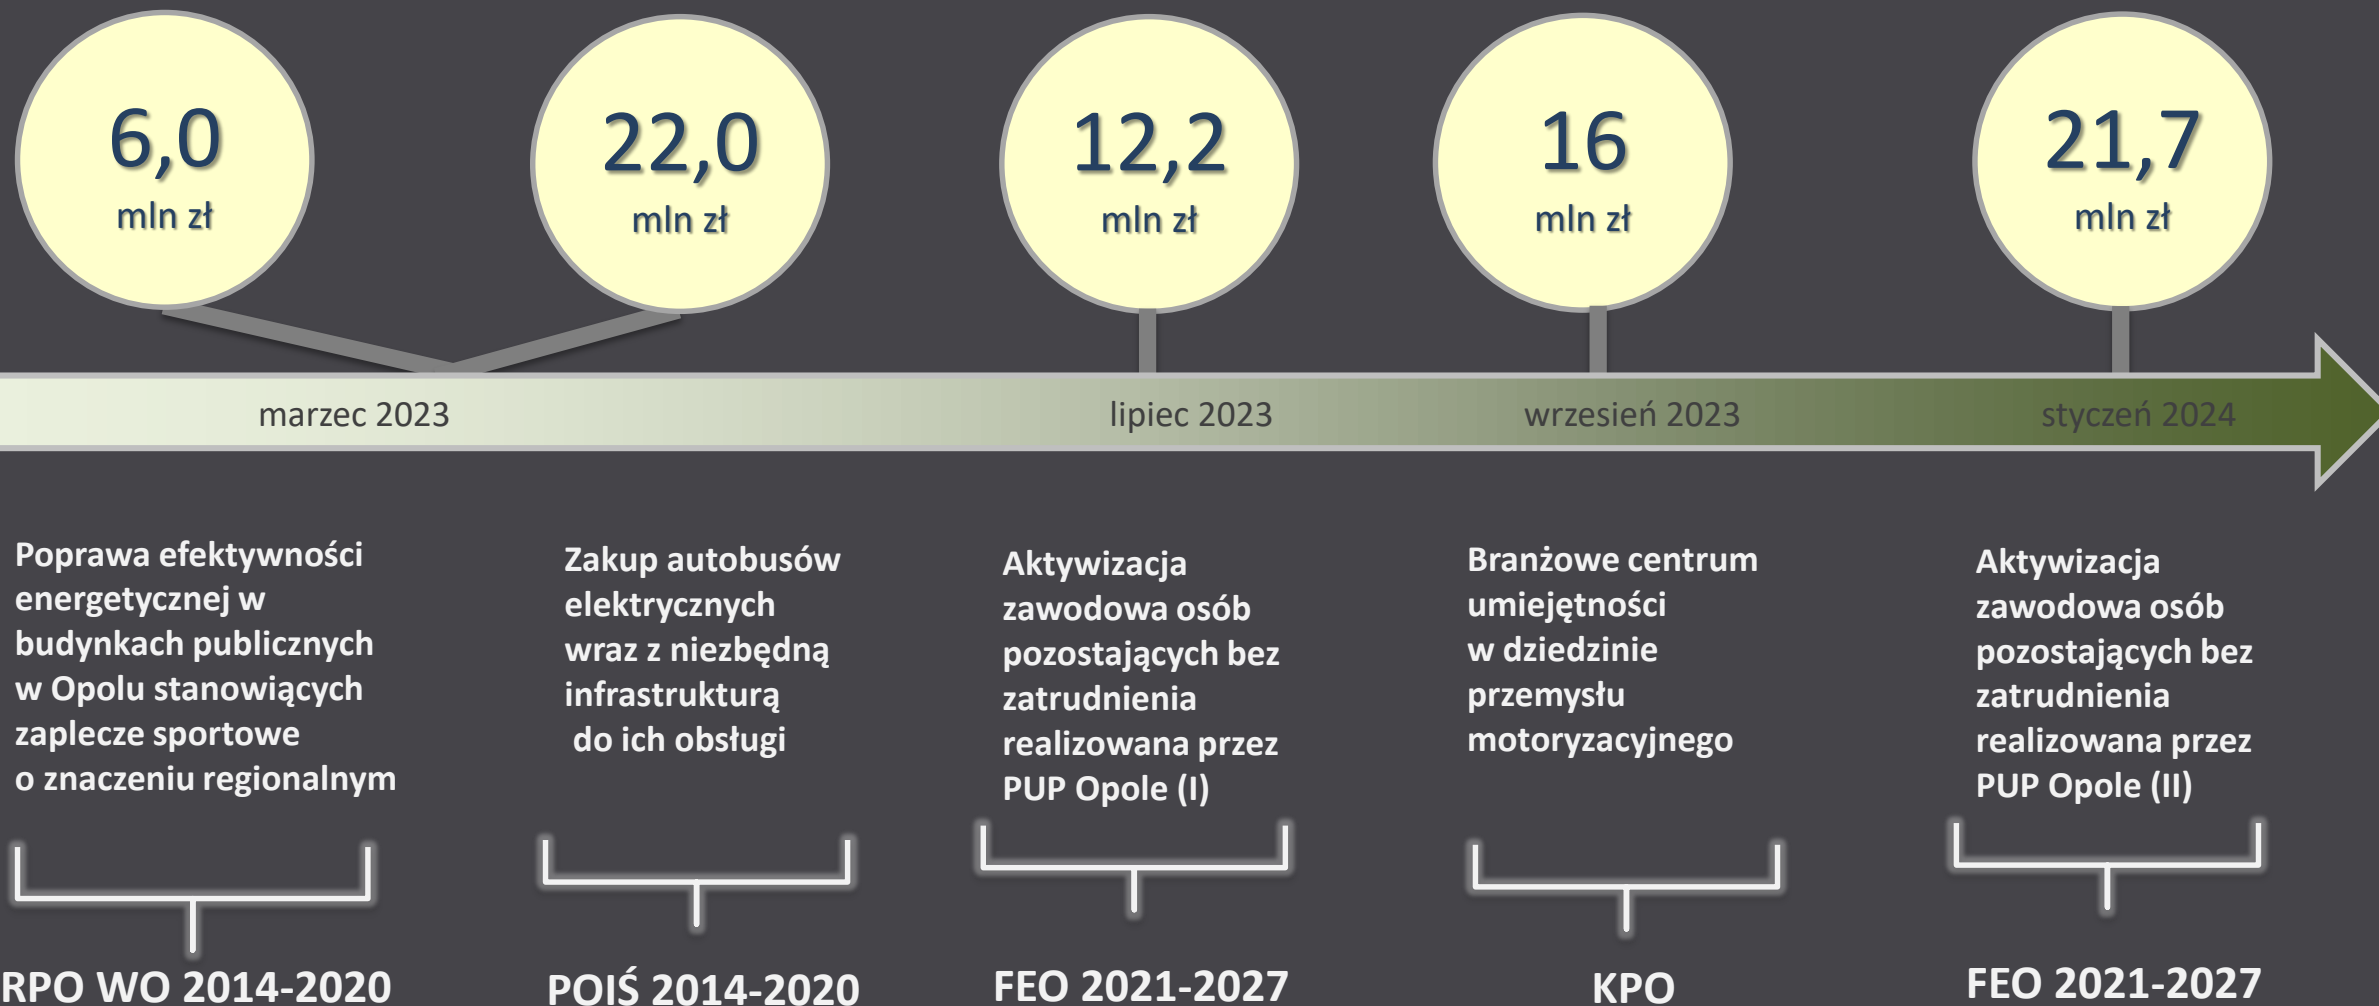 6,0
mln zł
22,0
mln zł
12,2
mln zł
16
mln zł
21,7
mln zł
marzec 2023
lipiec 2023
wrzesień 2023
styczeń 2024
Poprawa efektywności
energetycznej w
budynkach publicznych
w Opolu stanowiących
zaplecze sportowe
o znaczeniu regionalnym
Zakup autobusów
elektrycznych
wraz z niezbędną
infrastrukturą
do ich obsługi
Aktywizacja
zawodowa osób
pozostających bez
zatrudnienia
realizowana przez
PUP Opole (I)
Branżowe centrum
umiejętności
w dziedzinie
przemysłu
motoryzacyjnego
Aktywizacja
zawodowa osób
pozostających bez
zatrudnienia
realizowana przez
PUP Opole (II)
RPO WO 2014-2020
POIŚ 2014-2020
FEO 2021-2027
KPO
FEO 2021-2027